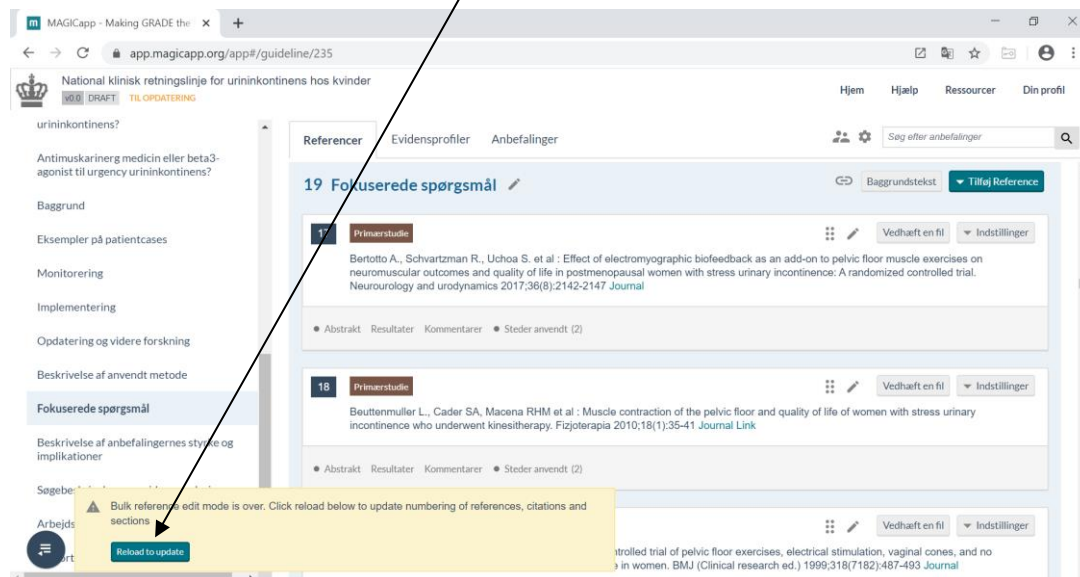 MAGICapp - Making GRADE the
app.magicapp.org/app#/guideline/235
National klinisk retningslinje for urininkontinens hos kvinder
v0.0 DRAFT TIL OPDATERING
Hjem Hjælp Ressourcer Din profil
urininkontinens?
Antimuskarinerg medicin eller beta3-
agonist til urgency urininkontinens?
Baggrund
Eksempler på patientcases
Monitorering
Implementering
Opdatering og videre forskning
Beskrivelse af anvendt metode
Fokuserede spørgsmål
Beskrivelse af anbefalingernes styrke og
implikationer
Søgebe
Arbejds
Referencer Evidensprofiler Anbefalinger
Søg efter anbefalinger
19 Fokuserede spørgsmål
Baggrundstekst Tilføj Reference
17 Primærstudie
Vedhæft en fil Indstillinger
Bertotto A., Schvartzman R., Uchoa S. et al : Effect of electromyographic biofeedback as an add-on to pelvic floor muscle exercises on
neuromuscular outcomes and quality of life in postmenopausal women with stress urinary incontinence: A randomized controlled trial.
Neurourology and urodynamics 2017;36(8):2142-2147 Journal
Abstrakt Resultater Kommentarer Steder anvendt (2)
18 Primærstudie
Vedhæft en fil Indstillinger
Beuttenmuller L., Cader SA, Macena RHM et al : Muscle contraction of the pelvic floor and quality of life of women with stress urinary
incontinence who underwent kinesitherapy. Fizjoterapia 2010;18(1):35-41 Journal Link
Abstrakt Resultater Kommentarer Steder anvendt (2)
Vedhæft en fil Indstillinger
trolled trial of pelvic floor exercises, electrical stimulation, vaginal cones, and no
in women. BMJ (Clinical research ed.) 1999;318(7182):487-493 Journal
Bulk reference edit mode is over. Click reload below to update numbering of references, citations and
sections
Reload to update